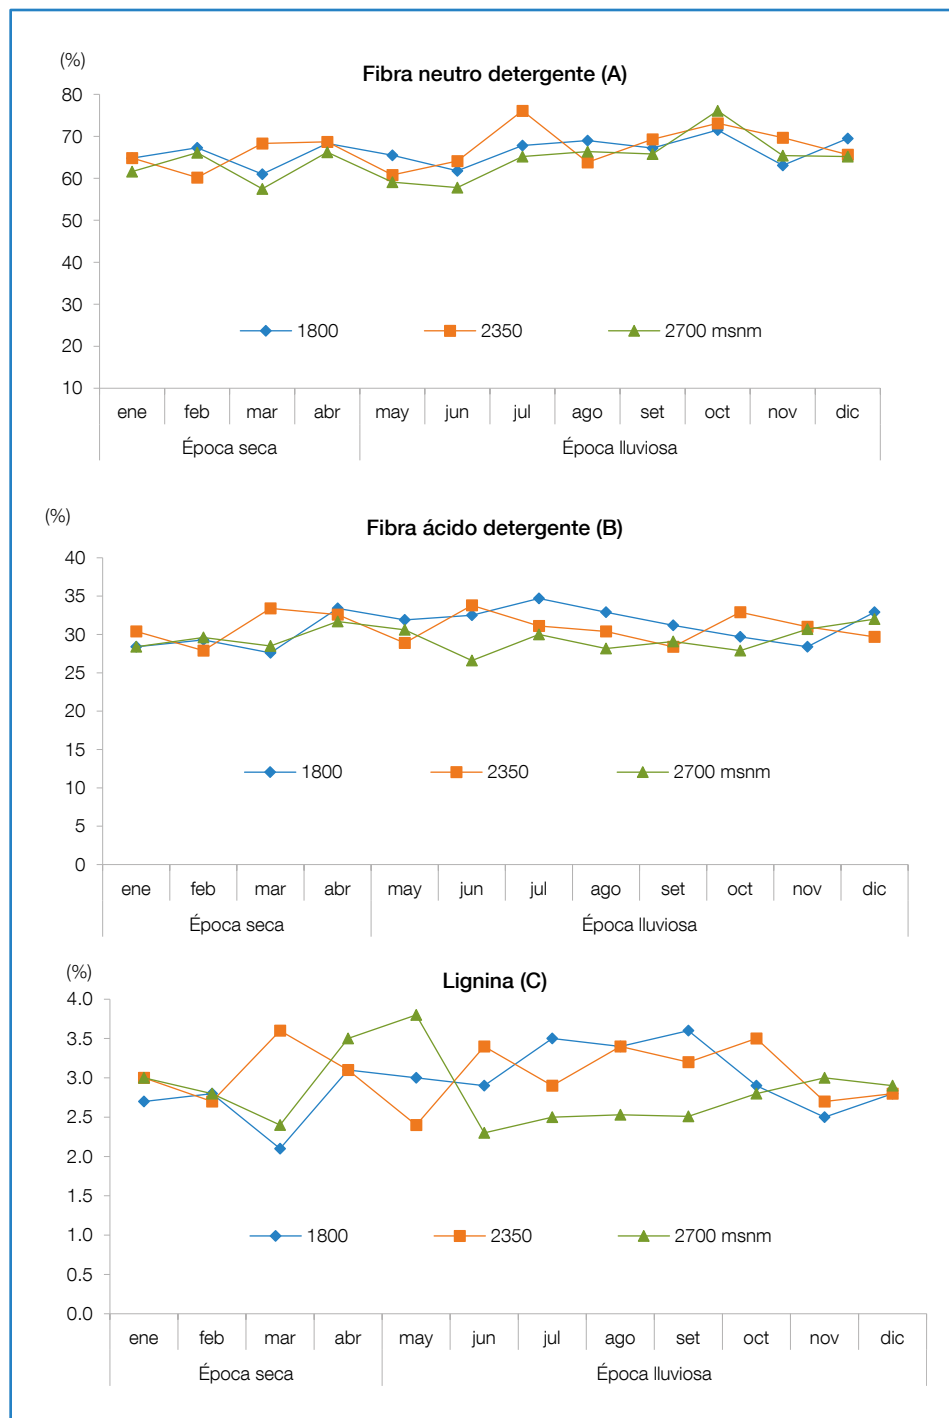 (%)
Fibra neutro detergente (A)
80
70
60
50
40
30
20
10
1800 2350 2700 msnm
ene feb mar abr may jun jul ago set oct nov dic
Época seca Época lluviosa
(%)
Fibra ácido detergente (B)
40
35
30
25
20
15
10
5
0
1800 2350 2700 msnm
ene feb mar abr may jun jul ago set oct nov dic
Época seca Época lluviosa
(%)
Lignina (C)
4.0
3.5
3.0
2.5
2.0
1.5
1.0
0.5
0.0
1800 2350 2700 msnm
ene feb mar abr may jun jul ago set oct nov dic
Época seca Época lluviosa